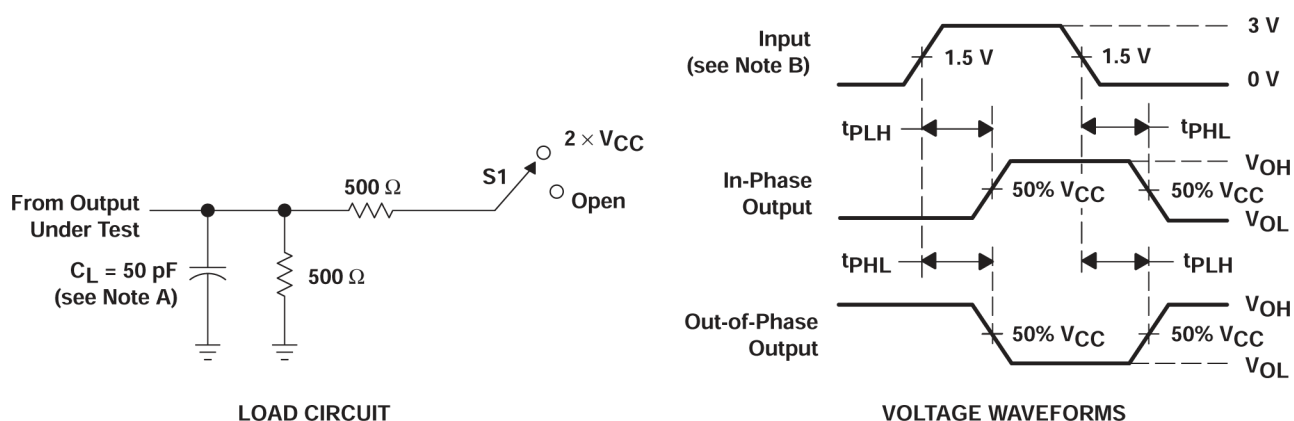 From Output
Under Test
CL = 50 pF
(see Note A)
500 Ω
500 Ω
S1
2 × VCC
Open
LOAD CIRCUIT
Input
(see Note B)
1.5 V
1.5 V
3 V
0 V
tPLH
tPHL
In-Phase
Output
50% VCC
50% VCC
VOH
VOL
tPHL
tPLH
Out-of-Phase
Output
50% VCC
50% VCC
VOH
VOL
VOLTAGE WAVEFORMS